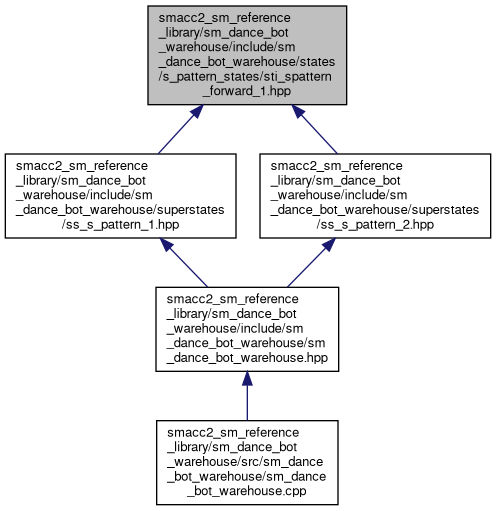 smacc2_sm_reference
_library/sm_dance_bot
_warehouse/include/sm
_dance_bot_warehouse/states
/s_pattern_states/sti_spattern
_forward_1.hpp
smacc2_sm_reference
_library/sm_dance_bot
_warehouse/include/sm
_dance_bot_warehouse/superstates
/ss_s_pattern_1.hpp
smacc2_sm_reference
_library/sm_dance_bot
_warehouse/include/sm
_dance_bot_warehouse/superstates
/ss_s_pattern_2.hpp
smacc2_sm_reference
_library/sm_dance_bot
_warehouse/include/sm
_dance_bot_warehouse/sm
_dance_bot_warehouse.hpp
smacc2_sm_reference
_library/sm_dance_bot
_warehouse/src/sm_dance
_bot_warehouse/sm_dance
_bot_warehouse.cpp